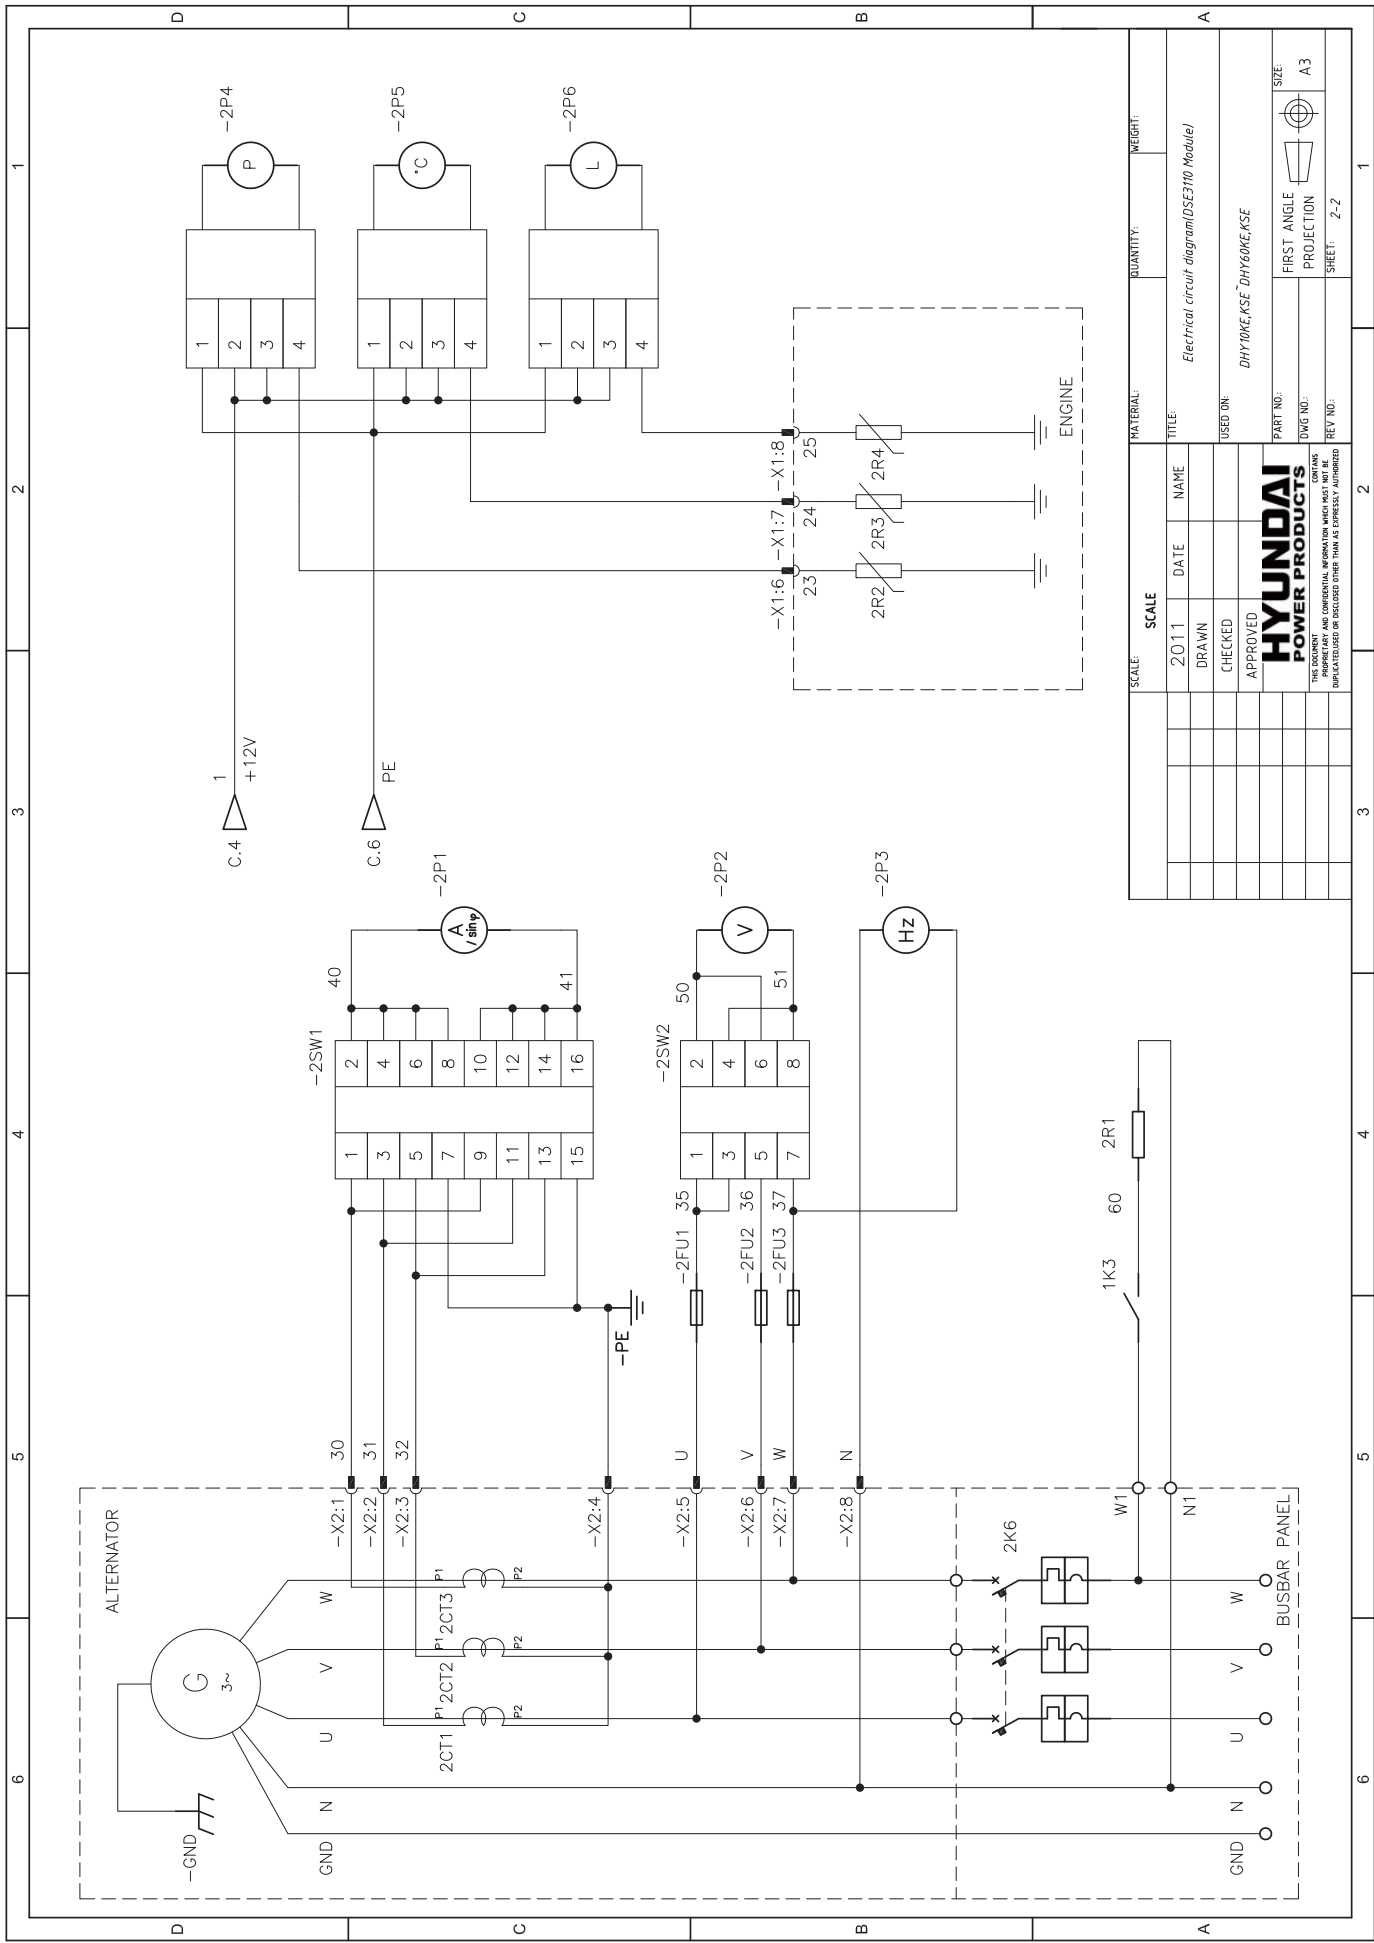 D
C
B
A
1
2
3
4
5
6
-2P4
P
1
2
3
4
-2P5
°C
1
2
3
4
-2P6
L
1
2
3
4
C.4
1
+12V
C.6
PE
-X1:6
23
-X1:7
24
-X1:8
25
2R2
2R3
2R4
ENGINE
-2P1
A
/ sinφ
40
41
-2SW1
2
4
6
8
10
12
14
16
1
3
5
7
9
11
13
15
-PE
-2P2
V
50
51
-2SW2
2
4
6
8
1
3
5
7
35
36
37
-2FU1
-2FU2
-2FU3
-2P3
Hz
2R1
60
1K3
ALTERNATOR
G
3~
-GND
30
31
32
-X2:1
-X2:2
-X2:3
-X2:4
U
V
W
N
-X2:5
-X2:6
-X2:7
-X2:8
W
V
U
N
GND
2CT3
P1
P2
2CT2
P1
P2
2CT1
P1
P2
2K6
W1
N1
BUSBAR PANEL
W
V
U
N
GND
SCALE:
SCALE
MATERIAL:
QUANTITY:
WEIGHT:
2011
DATE
NAME
DRAWN
CHECKED
APPROVED
TITLE:
Electrical circuit diagram(DSE3110 Module)
USED ON:
DHY10KE,KSE~DHY60KE,KSE
PART NO.:
DWG NO.:
REV NO.:
FIRST ANGLE
PROJECTION
SIZE:
A3
SHEET:
2-2
HYUNDAI
POWER PRODUCTS
THIS DOCUMENT CONTANS
PROPRIETARY AND CONFIDENTIAL INFORMATION WHICH MUST NOT BE
DUPLICATED,USED OR DISCLOSED OTHER THAN AS EXPRESSLY AUTHORIZED
1
2
3
4
5
6
D
C
B
A